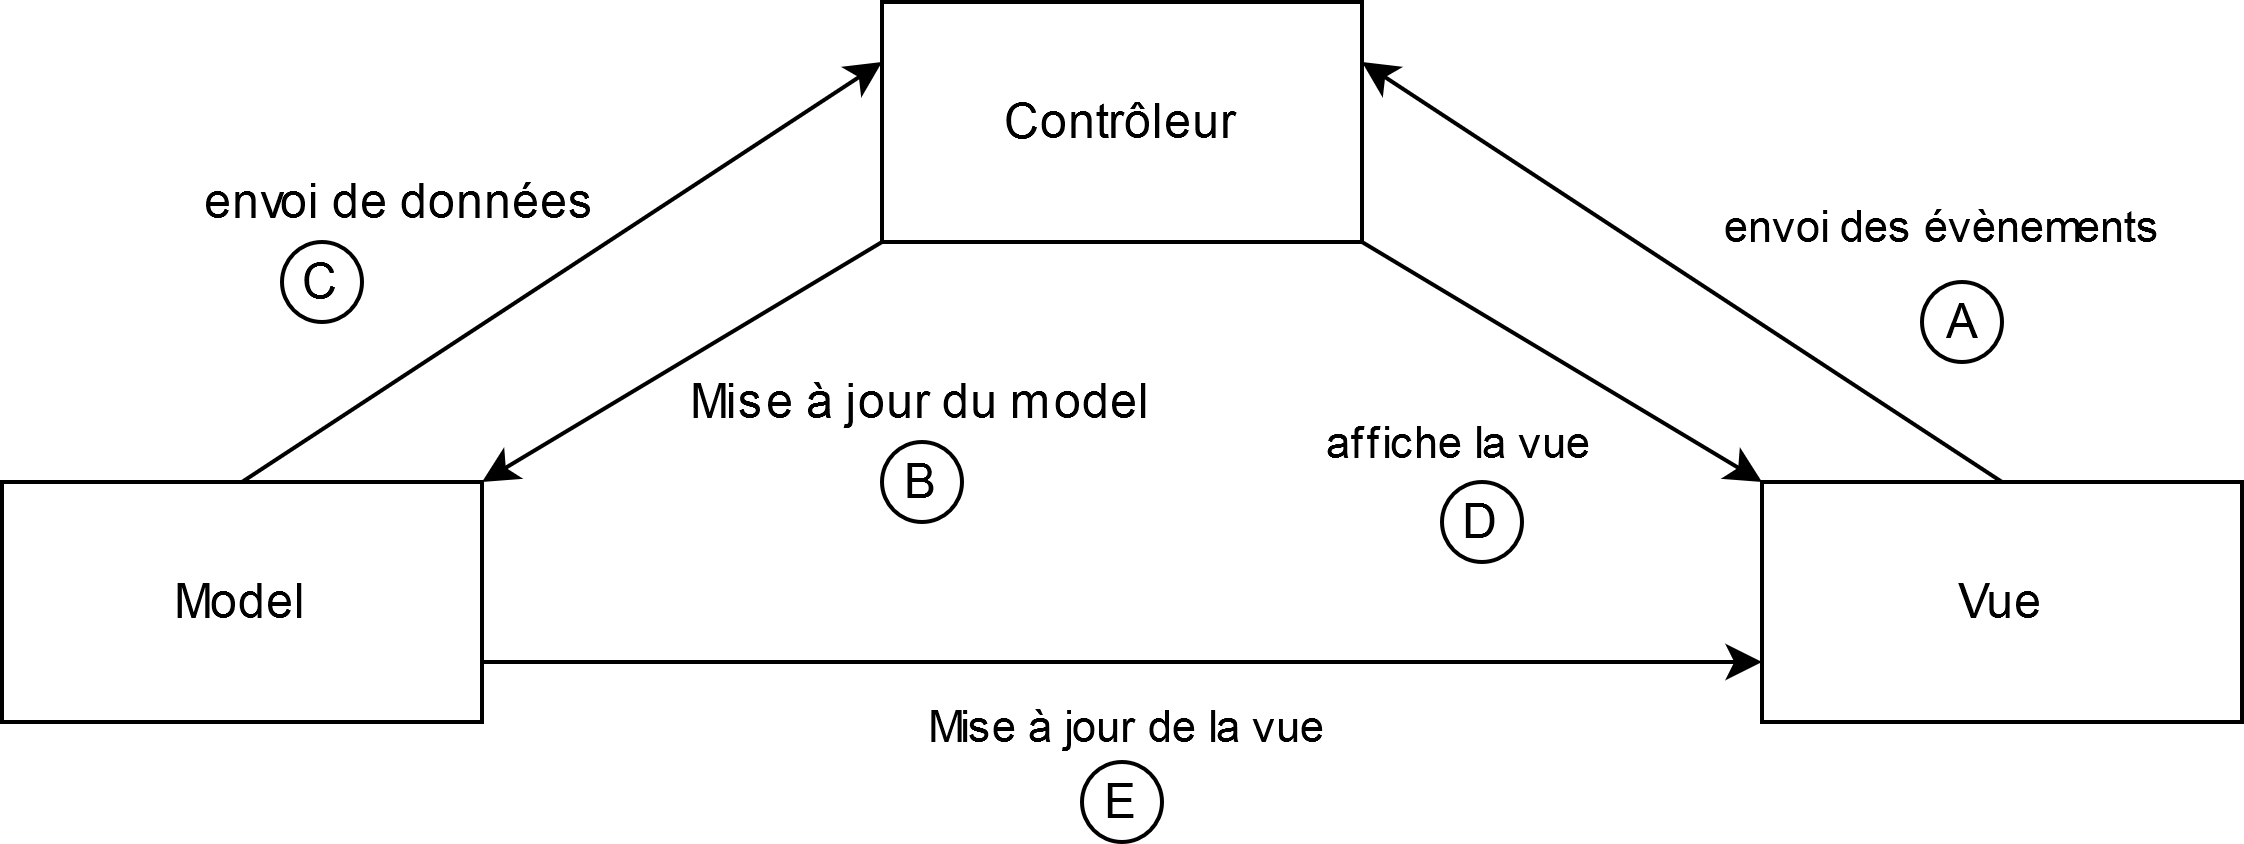 Contrôleur
envoi de données
C
envoi des évènements
A
Mise à jour du model
B
affiche la vue
D
Model
Vue
Mise à jour de la vue
E